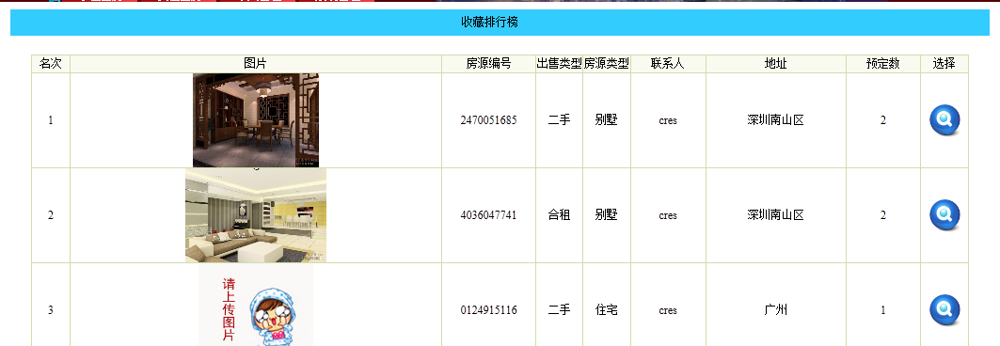 收藏排行榜
名次 图片 房源编号 出售类型 房源类型 联系人 地址 预定数 选择
1 2470051685 二手 别墅 cres 深圳南山区 2
2 4036047741 合租 别墅 cres 深圳南山区 2
请上传图片
3 0124915116 二手 住宅 cres 广州 1